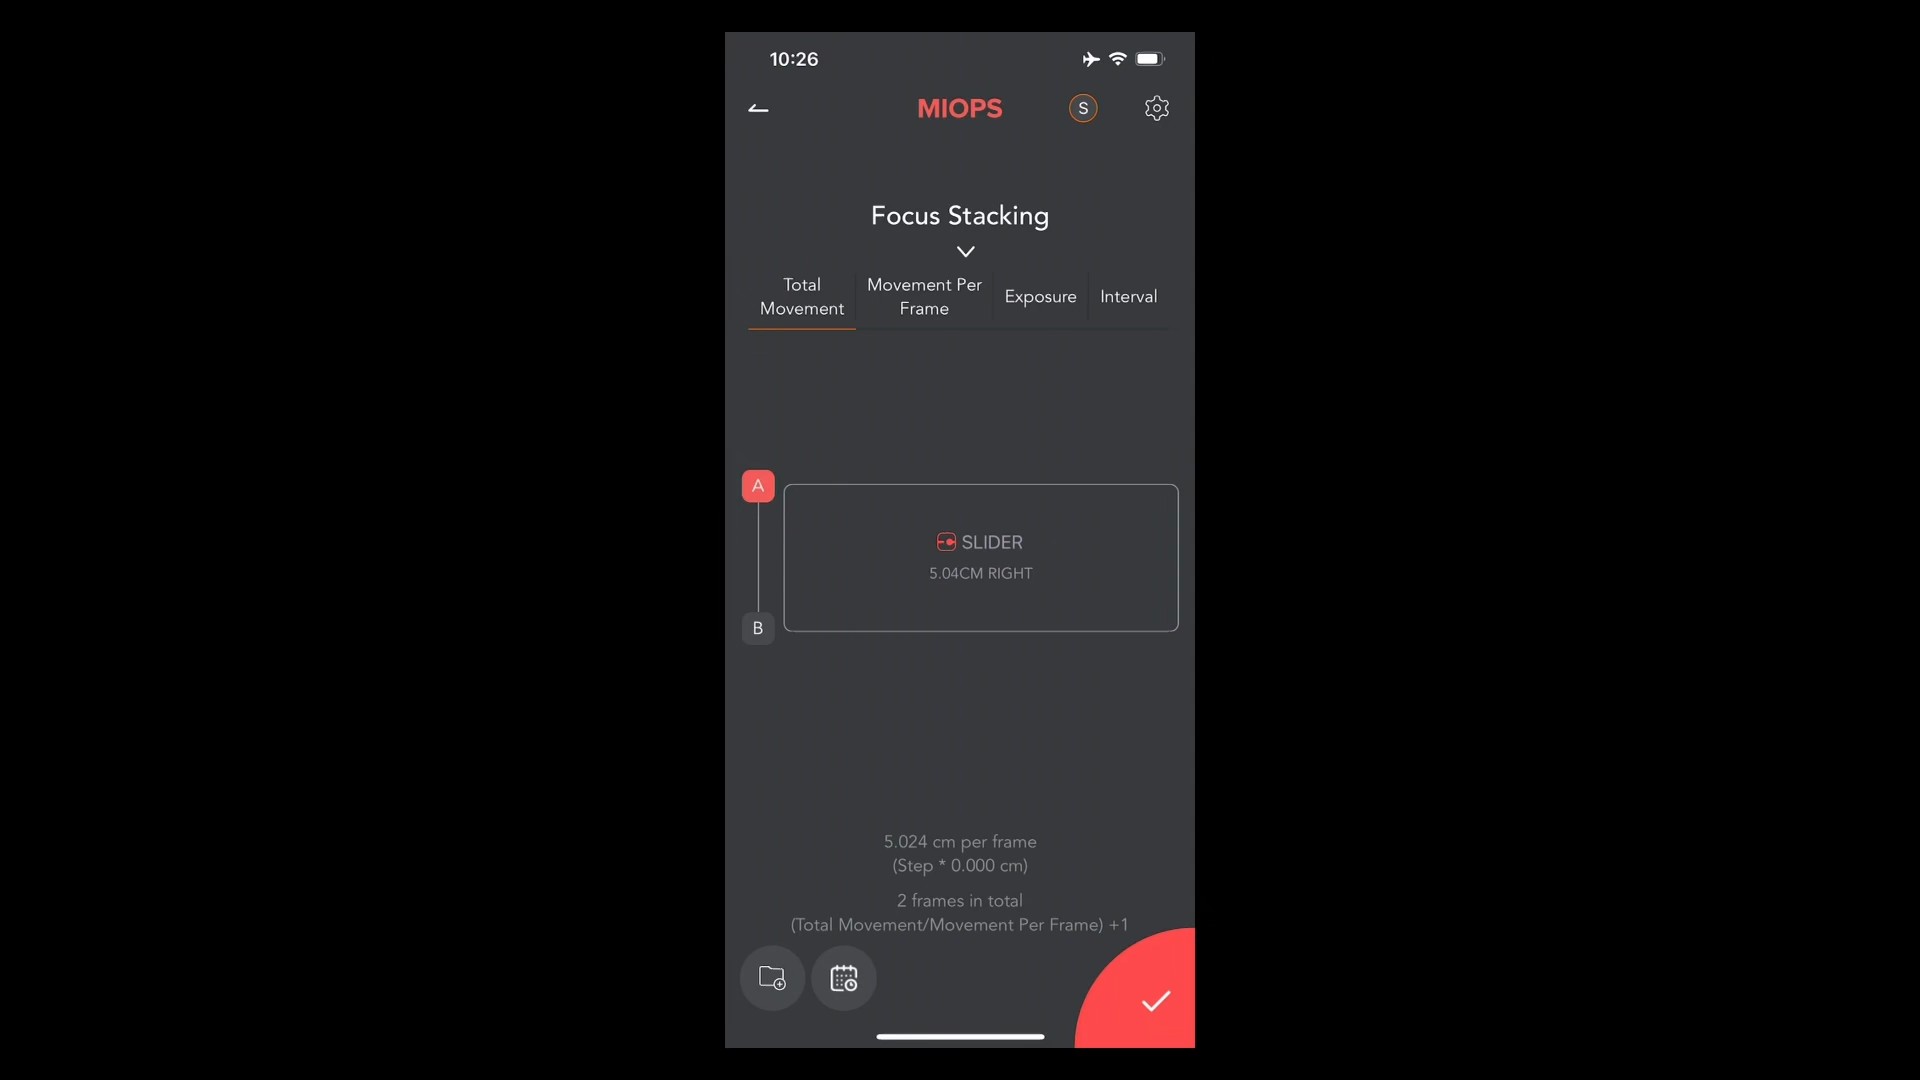 10:26
MIOPS
S
Focus Stacking
Total
Movement
Movement Per
Frame
Exposure
Interval
A
SLIDER
5.04CM RIGHT
B
5.024 cm per frame
(Step * 0.000 cm)
2 frames in total
(Total Movement/Movement Per Frame) +1